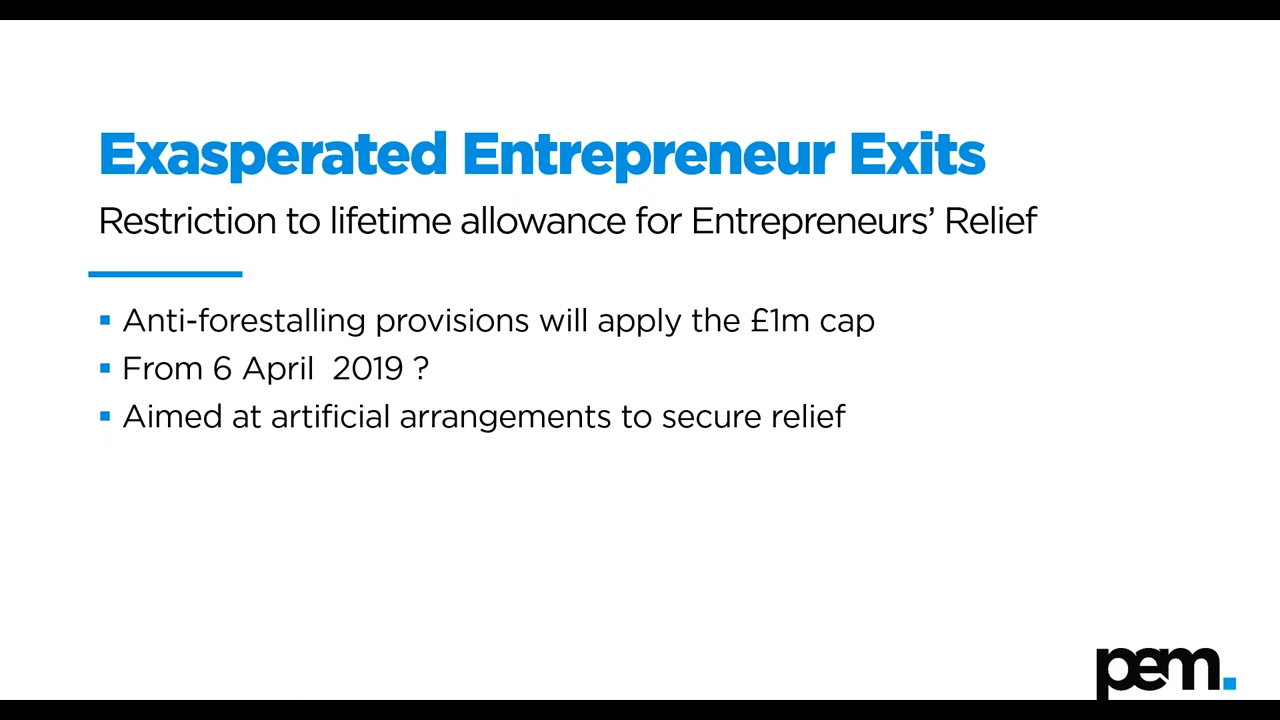 Exasperated Entrepreneur Exits
Restriction to lifetime allowance for Entrepreneurs’ Relief
▪ Anti-forestalling provisions will apply the £1m cap
▪ From 6 April  2019 ?
▪ Aimed at artificial arrangements to secure relief
pem.